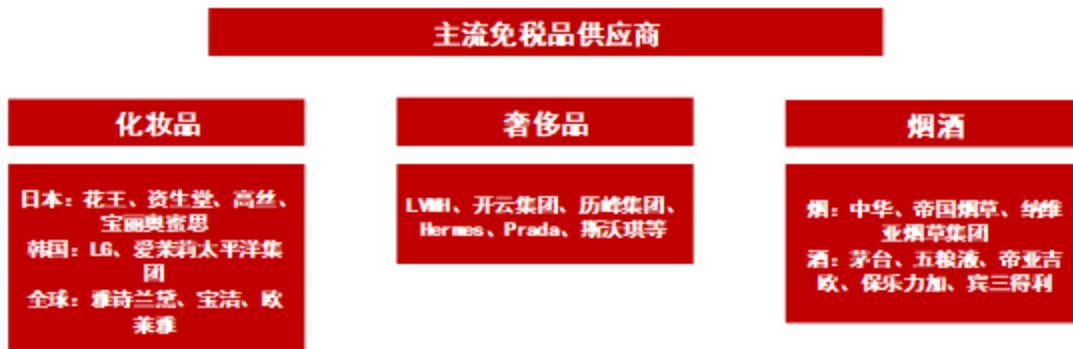 主流免税品供应商
化妆品
日本：花王、资生堂、高丝、
宝丽奥蜜思
韩国：LG、爱茉莉太平洋集
团
全球：雅诗兰黛、宝洁、欧
莱雅
奢侈品
LVMH、开云集团、历峰集团、
Hermes、Prada、斯沃琪等
烟酒
烟：中华、帝国烟草、纳维
亚烟草集团
酒：茅台、五粮液、帝亚吉
欧、保乐力加、宾三得利